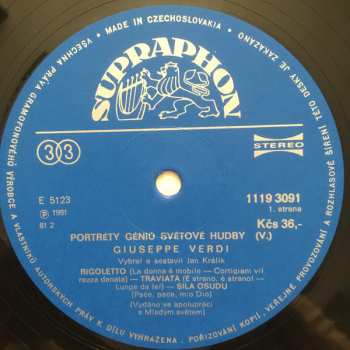 • MADE IN CZECHOSLOVAKIA •
VŠECHNA PRÁVA GRAMOFONOVÉHO VÝROBCE A VLASTNÍKŮ AUTORSKÝCH PRÁV K DÍLU VYHRAZENA. POŘIZOVÁNÍ KOPIÍ, VEŘEJNÉ PROVOZOVÁNÍ A ROZHLASOVÉ ŠÍŘENÍ TÉTO DESKY JE ZAKÁZÁNO
SUPRAPHON
33
STEREO
E 5123
1119 3091
1. strana
Ⓟ 1981
81 2
Kčs 36,-
PORTRÉTY GÉNIŮ SVĚTOVÉ HUDBY (V.)
GIUSEPPE VERDI
Vybral a sestavil Jan Králík
RIGOLETTO (La donna è mobile — Cortigiani vil
razza dannata) — TRAVIATA (È strano, è strano! —
Lunge da lei) — SÍLA OSUDU
(Pace, pace, mio Dio)
(Vydáno ve spolupráci
s Mladým světem)